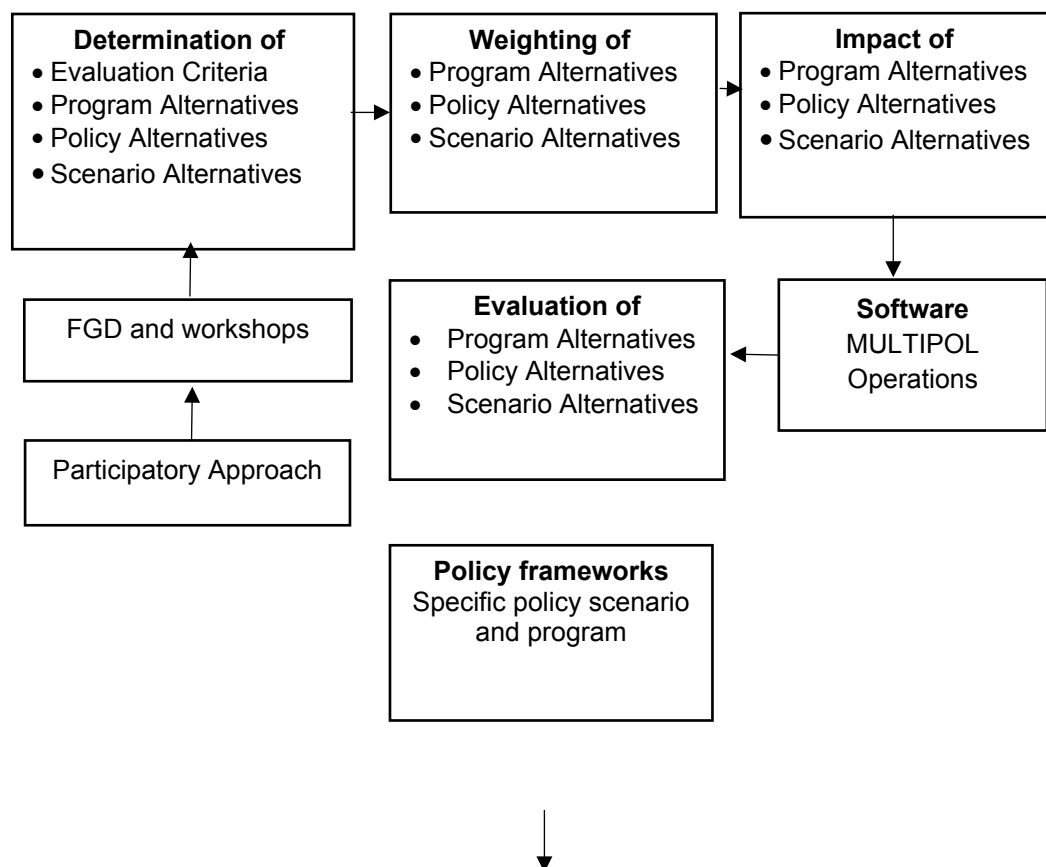 Determination of
• Evaluation Criteria
• Program Alternatives
• Policy Alternatives
• Scenario Alternatives
Weighting of
• Program Alternatives
• Policy Alternatives
• Scenario Alternatives
Impact of
• Program Alternatives
• Policy Alternatives
• Scenario Alternatives
FGD and workshops
Evaluation of
• Program Alternatives
• Policy Alternatives
• Scenario Alternatives
Software
MULTIPOL
Operations
Participatory Approach
Policy frameworks
Specific policy scenario
and program